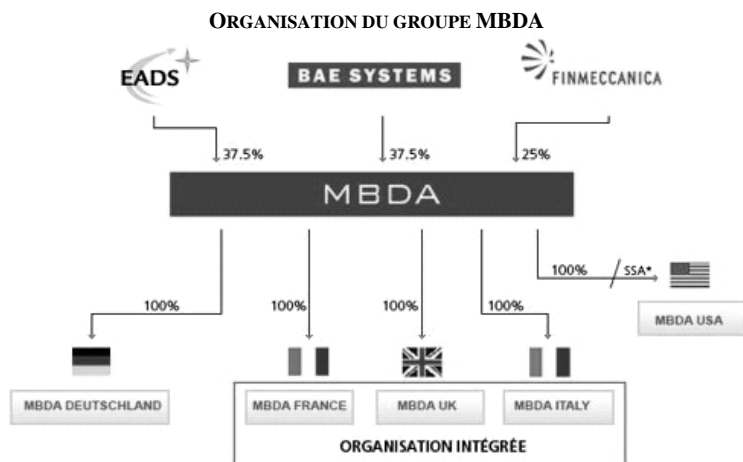 ORGANISATION DU GROUPE MBDA
EADS
BAE SYSTEMS
FINMECCANICA
37.5%
37.5%
25%
MBDA
100%
SSA*
100%
100%
100%
100%
MBDA USA
MBDA DEUTSCHLAND
MBDA FRANCE
MBDA UK
MBDA ITALY
ORGANISATION INTÉGRÉE